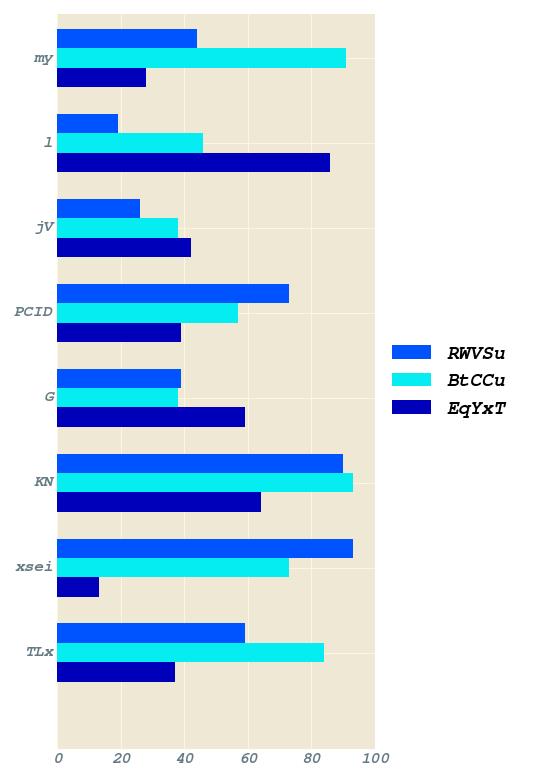 my
l
jV
PCID
G
KN
xsei
TLx
0 20 40 60 80 100
RWVSu
BtCCu
EqYxT